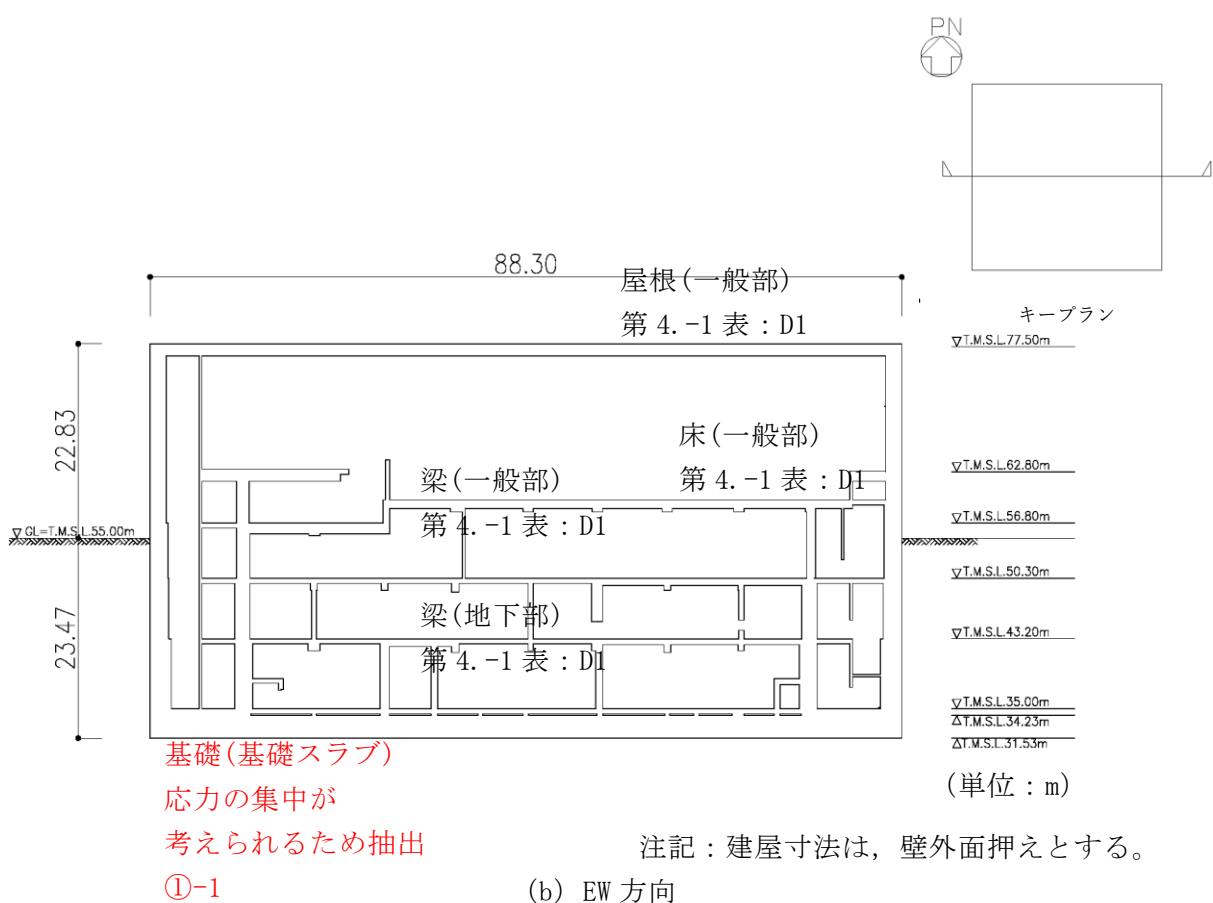 PN
キープラン
88.30
屋根(一般部)
第 4.-1 表：D1
▽T.M.S.L.77.50m
22.83
床(一般部)
第 4.-1 表：D1
▽T.M.S.L.62.80m
梁(一般部)
第 4.-1 表：D1
▽T.M.S.L.56.80m
▽GL=T.M.S.L.55.00m
▽T.M.S.L.50.30m
23.47
梁(地下部)
第 4.-1 表：D1
▽T.M.S.L.43.20m
▽T.M.S.L.35.00m
△T.M.S.L.34.23m
△T.M.S.L.31.53m
基礎(基礎スラブ)
応力の集中が
考えられるため抽出
①-1
(単位：m)
注記：建屋寸法は，壁外面押えとする。
(b) EW 方向